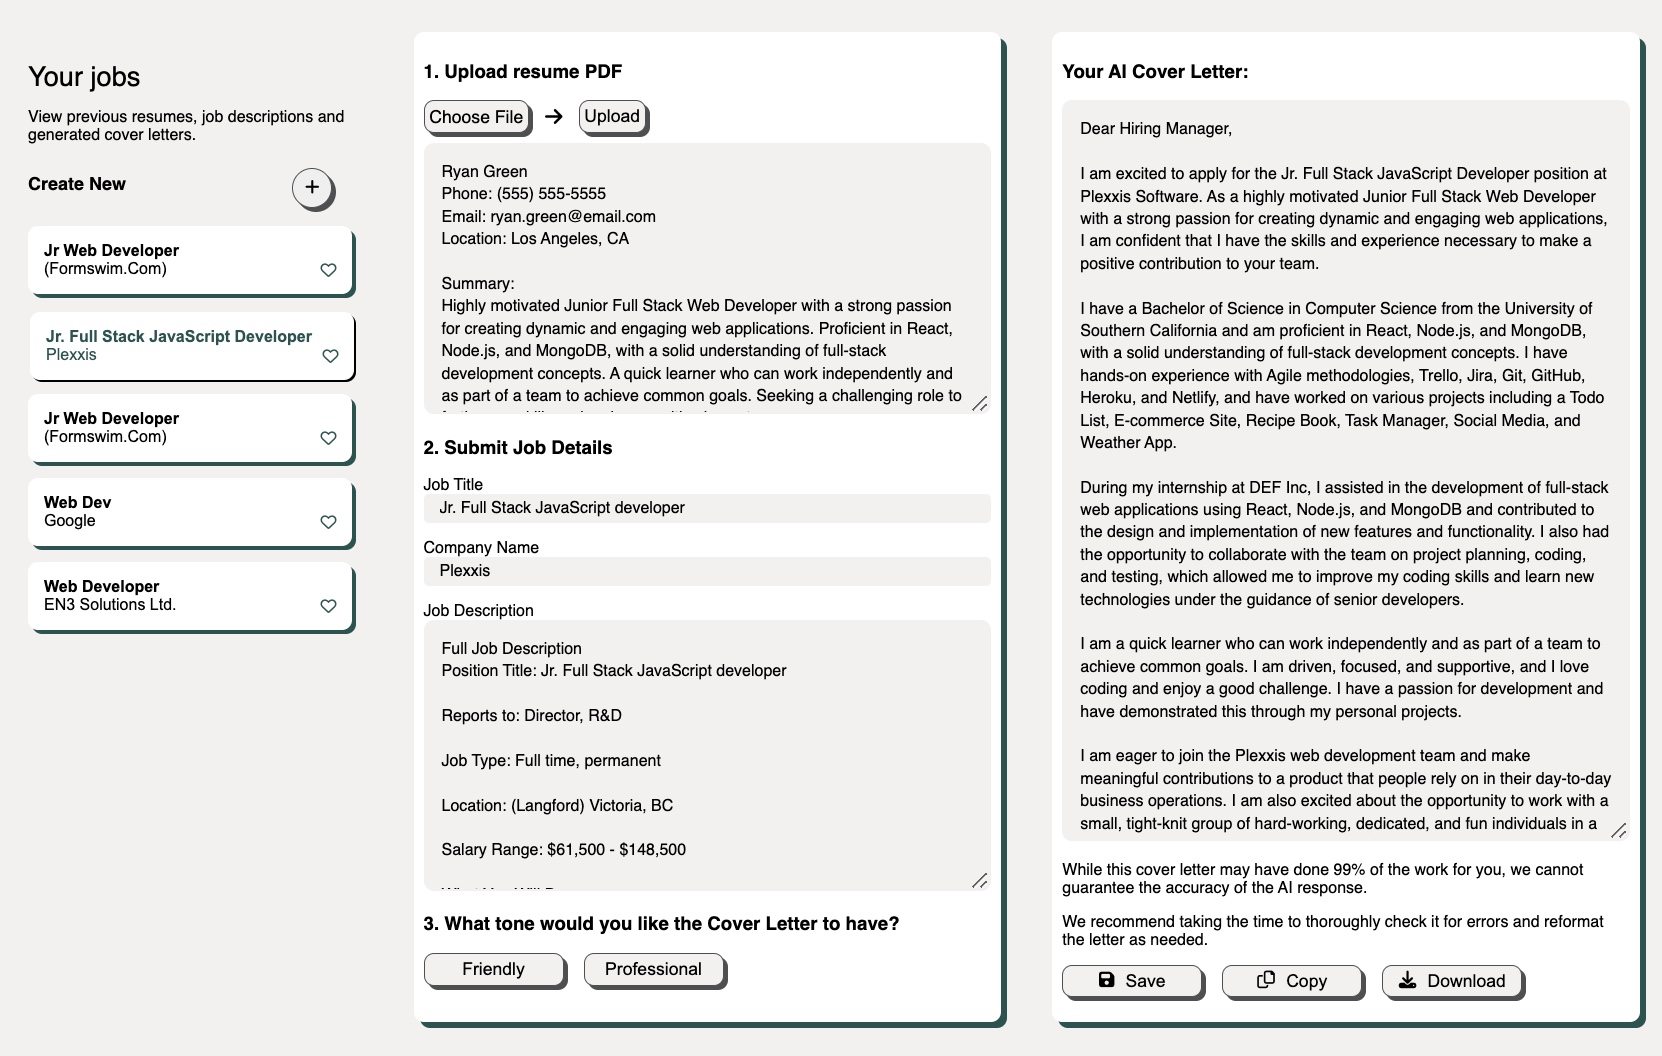 Your jobs
View previous resumes, job descriptions and
generated cover letters.
Create New
Jr Web Developer
(Formswim.Com)
Jr. Full Stack JavaScript Developer
Plexxis
Jr Web Developer
(Formswim.Com)
Web Dev
Google
Web Developer
EN3 Solutions Ltd.
1. Upload resume PDF
Choose File
Upload
Ryan Green
Phone: (555) 555-5555
Email: ryan.green@email.com
Location: Los Angeles, CA
Summary:
Highly motivated Junior Full Stack Web Developer with a strong passion
for creating dynamic and engaging web applications. Proficient in React,
Node.js, and MongoDB, with a solid understanding of full-stack
development concepts. A quick learner who can work independently and
as part of a team to achieve common goals. Seeking a challenging role to
2. Submit Job Details
Job Title
Jr. Full Stack JavaScript developer
Company Name
Plexxis
Job Description
Full Job Description
Position Title: Jr. Full Stack JavaScript developer
Reports to: Director, R&D
Job Type: Full time, permanent
Location: (Langford) Victoria, BC
Salary Range: $61,500 - $148,500
3. What tone would you like the Cover Letter to have?
Friendly
Professional
Your AI Cover Letter:
Dear Hiring Manager,
I am excited to apply for the Jr. Full Stack JavaScript Developer position at
Plexxis Software. As a highly motivated Junior Full Stack Web Developer
with a strong passion for creating dynamic and engaging web applications,
I am confident that I have the skills and experience necessary to make a
positive contribution to your team.
I have a Bachelor of Science in Computer Science from the University of
Southern California and am proficient in React, Node.js, and MongoDB,
with a solid understanding of full-stack development concepts. I have
hands-on experience with Agile methodologies, Trello, Jira, Git, GitHub,
Heroku, and Netlify, and have worked on various projects including a Todo
List, E-commerce Site, Recipe Book, Task Manager, Social Media, and
Weather App.
During my internship at DEF Inc, I assisted in the development of full-stack
web applications using React, Node.js, and MongoDB and contributed to
the design and implementation of new features and functionality. I also had
the opportunity to collaborate with the team on project planning, coding,
and testing, which allowed me to improve my coding skills and learn new
technologies under the guidance of senior developers.
I am a quick learner who can work independently and as part of a team to
achieve common goals. I am driven, focused, and supportive, and I love
coding and enjoy a good challenge. I have a passion for development and
have demonstrated this through my personal projects.
I am eager to join the Plexxis web development team and make
meaningful contributions to a product that people rely on in their day-to-day
business operations. I am also excited about the opportunity to work with a
small, tight-knit group of hard-working, dedicated, and fun individuals in a
While this cover letter may have done 99% of the work for you, we cannot
guarantee the accuracy of the AI response.
We recommend taking the time to thoroughly check it for errors and reformat
the letter as needed.
Save
Copy
Download